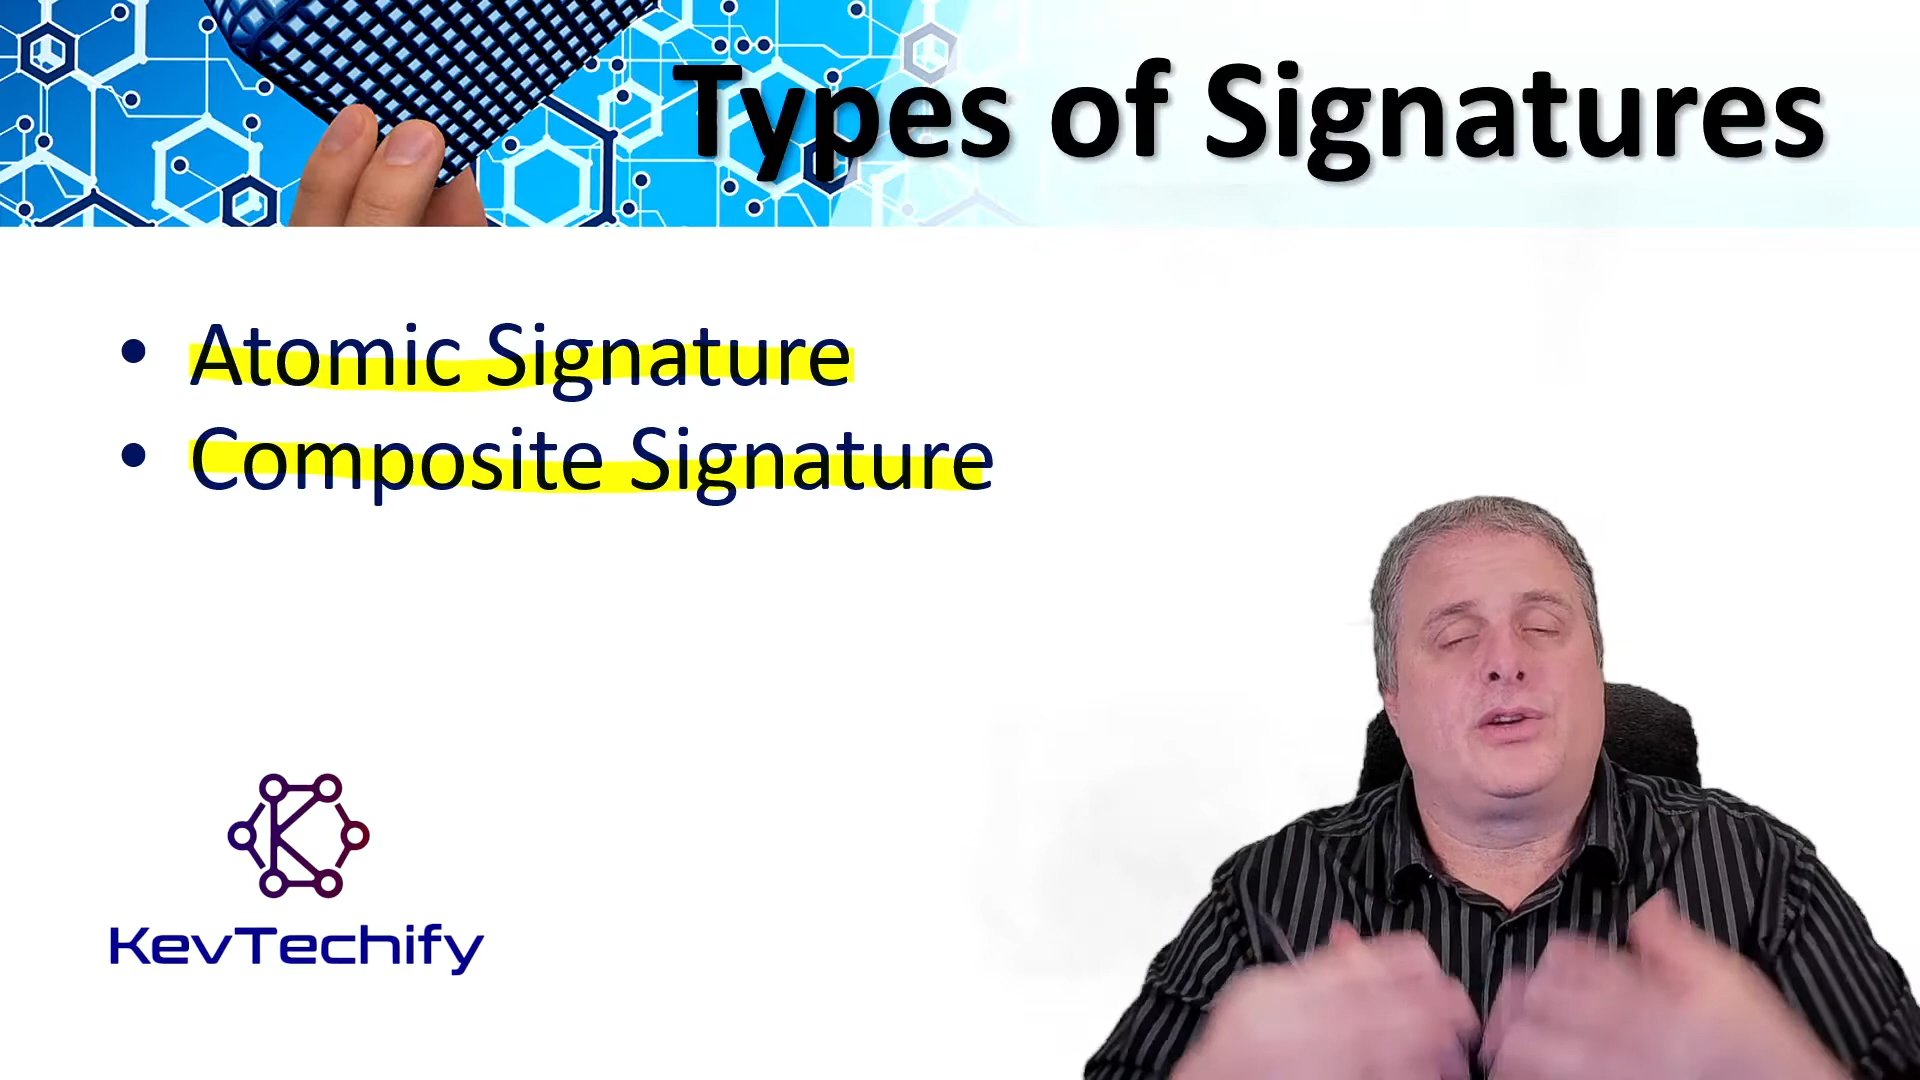 Types of Signatures
• Atomic Signature
• Composite Signature
KevTechify